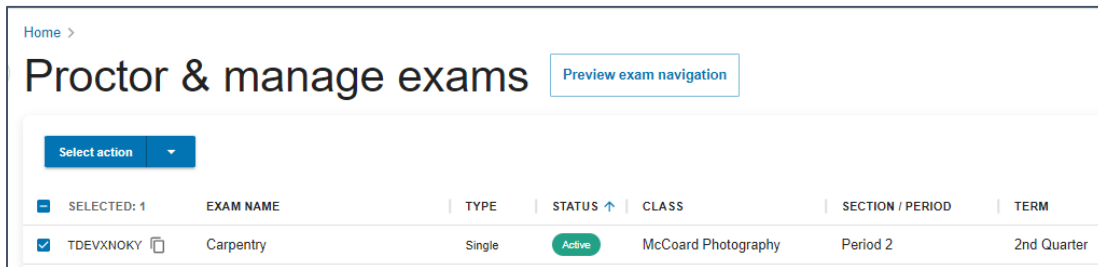 Home >
Proctor & manage exams Preview exam navigation
Select action
SELECTED: 1 EXAM NAME TYPE STATUS ↑ CLASS SECTION / PERIOD TERM
TDEVXNOKY Carpentry Single Active McCoard Photography Period 2 2nd Quarter